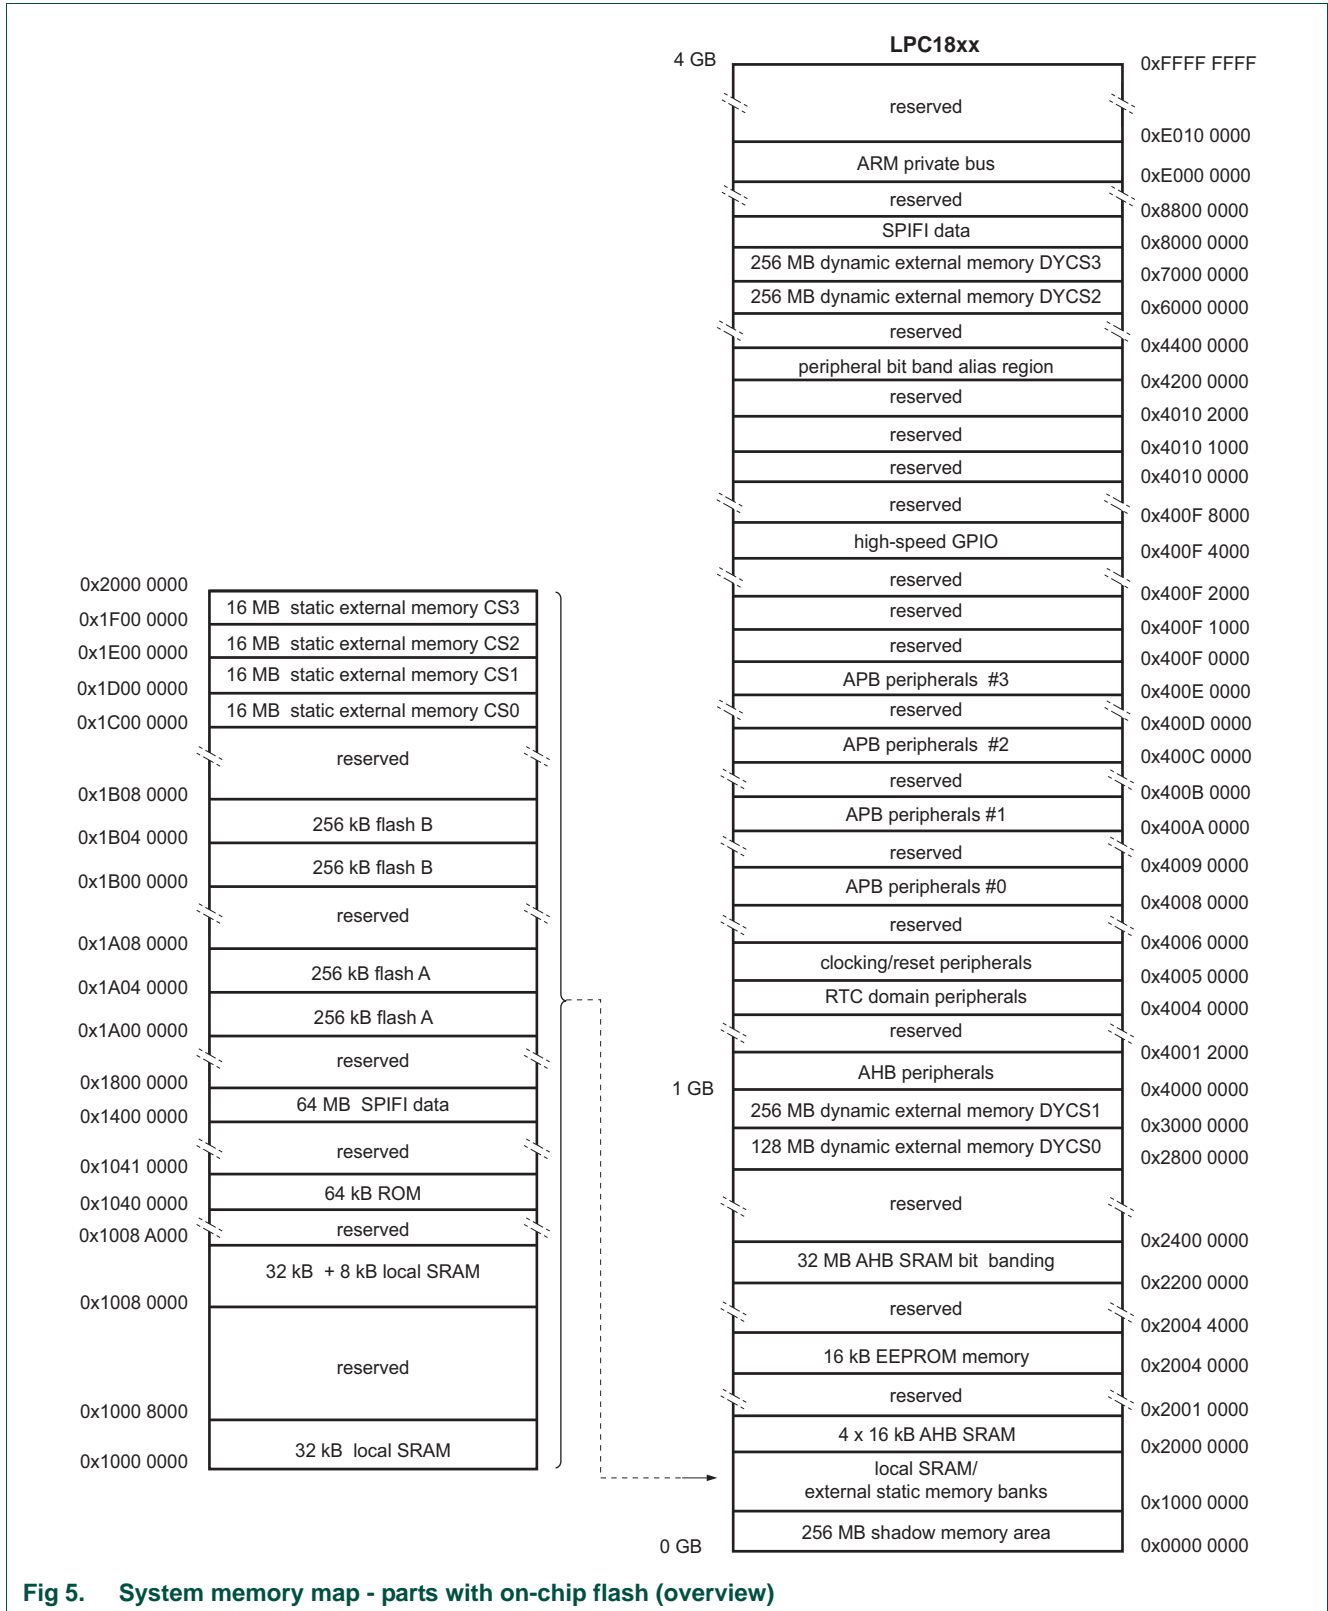 LPC18xx
4 GB
0xFFFF FFFF
reserved
0xE010 0000
ARM private bus
0xE000 0000
reserved
0x8800 0000
SPIFI data
0x8000 0000
256 MB dynamic external memory DYCS3
0x7000 0000
256 MB dynamic external memory DYCS2
0x6000 0000
reserved
0x4400 0000
peripheral bit band alias region
0x4200 0000
reserved
0x4010 2000
reserved
0x4010 1000
reserved
0x4010 0000
reserved
0x400F 8000
high-speed GPIO
0x400F 4000
reserved
0x400F 2000
reserved
0x400F 1000
reserved
0x400F 0000
APB peripherals #3
0x400E 0000
reserved
0x400D 0000
APB peripherals #2
0x400C 0000
reserved
0x400B 0000
APB peripherals #1
0x400A 0000
reserved
0x4009 0000
APB peripherals #0
0x4008 0000
reserved
0x4006 0000
clocking/reset peripherals
0x4005 0000
RTC domain peripherals
0x4004 0000
reserved
0x4001 2000
AHB peripherals
1 GB
0x4000 0000
256 MB dynamic external memory DYCS1
0x3000 0000
128 MB dynamic external memory DYCS0
0x2800 0000
reserved
0x2400 0000
32 MB AHB SRAM bit banding
0x2200 0000
reserved
0x2004 4000
16 kB EEPROM memory
0x2004 0000
reserved
0x2001 0000
4 x 16 kB AHB SRAM
0x2000 0000
local SRAM/
external static memory banks
0x1000 0000
256 MB shadow memory area
0 GB
0x0000 0000
0x2000 0000
16 MB static external memory CS3
0x1F00 0000
16 MB static external memory CS2
0x1E00 0000
16 MB static external memory CS1
0x1D00 0000
16 MB static external memory CS0
0x1C00 0000
reserved
0x1B08 0000
256 kB flash B
0x1B04 0000
256 kB flash B
0x1B00 0000
reserved
0x1A08 0000
256 kB flash A
0x1A04 0000
256 kB flash A
0x1A00 0000
reserved
0x1800 0000
64 MB SPIFI data
0x1400 0000
reserved
0x1041 0000
64 kB ROM
0x1040 0000
reserved
0x1008 A000
32 kB + 8 kB local SRAM
0x1008 0000
reserved
0x1000 8000
32 kB local SRAM
0x1000 0000
Fig 5. System memory map - parts with on-chip flash (overview)